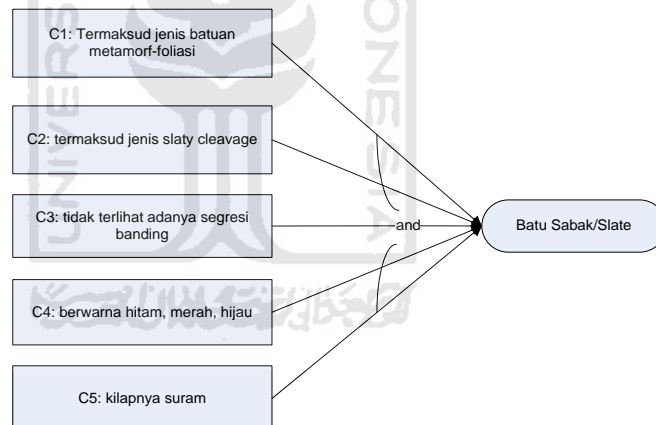 C1: Termaksud jenis batuan
metamorf-foliasi
C2: termaksud jenis slaty cleavage
C3: tidak terlihat adanya segresi
banding
and
Batu Sabak/Slate
C4: berwarna hitam, merah, hijau
C5: kilapnya suram